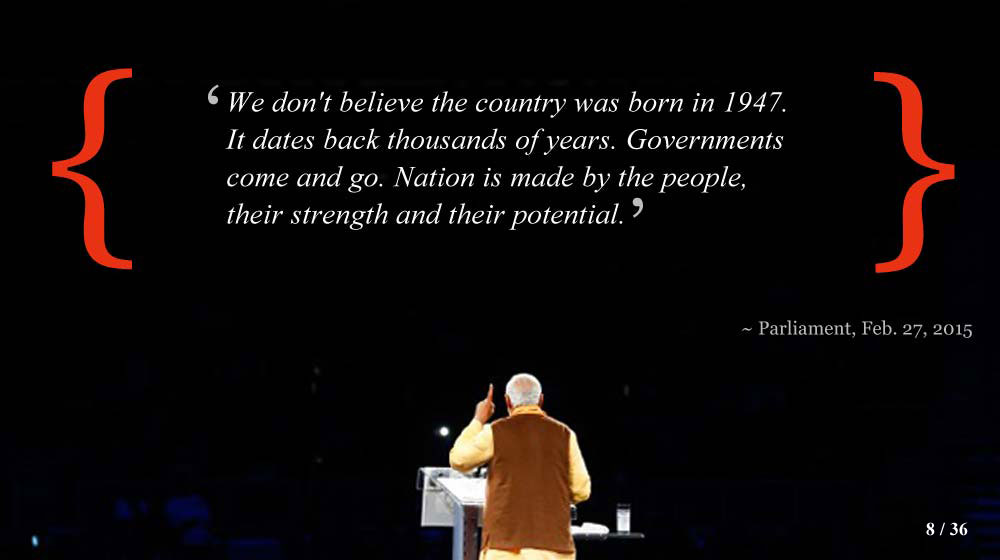 ‘ We don't believe the country was born in 1947.
It dates back thousands of years. Governments
come and go. Nation is made by the people,
their strength and their potential. ’
~ Parliament, Feb. 27, 2015
8 / 36